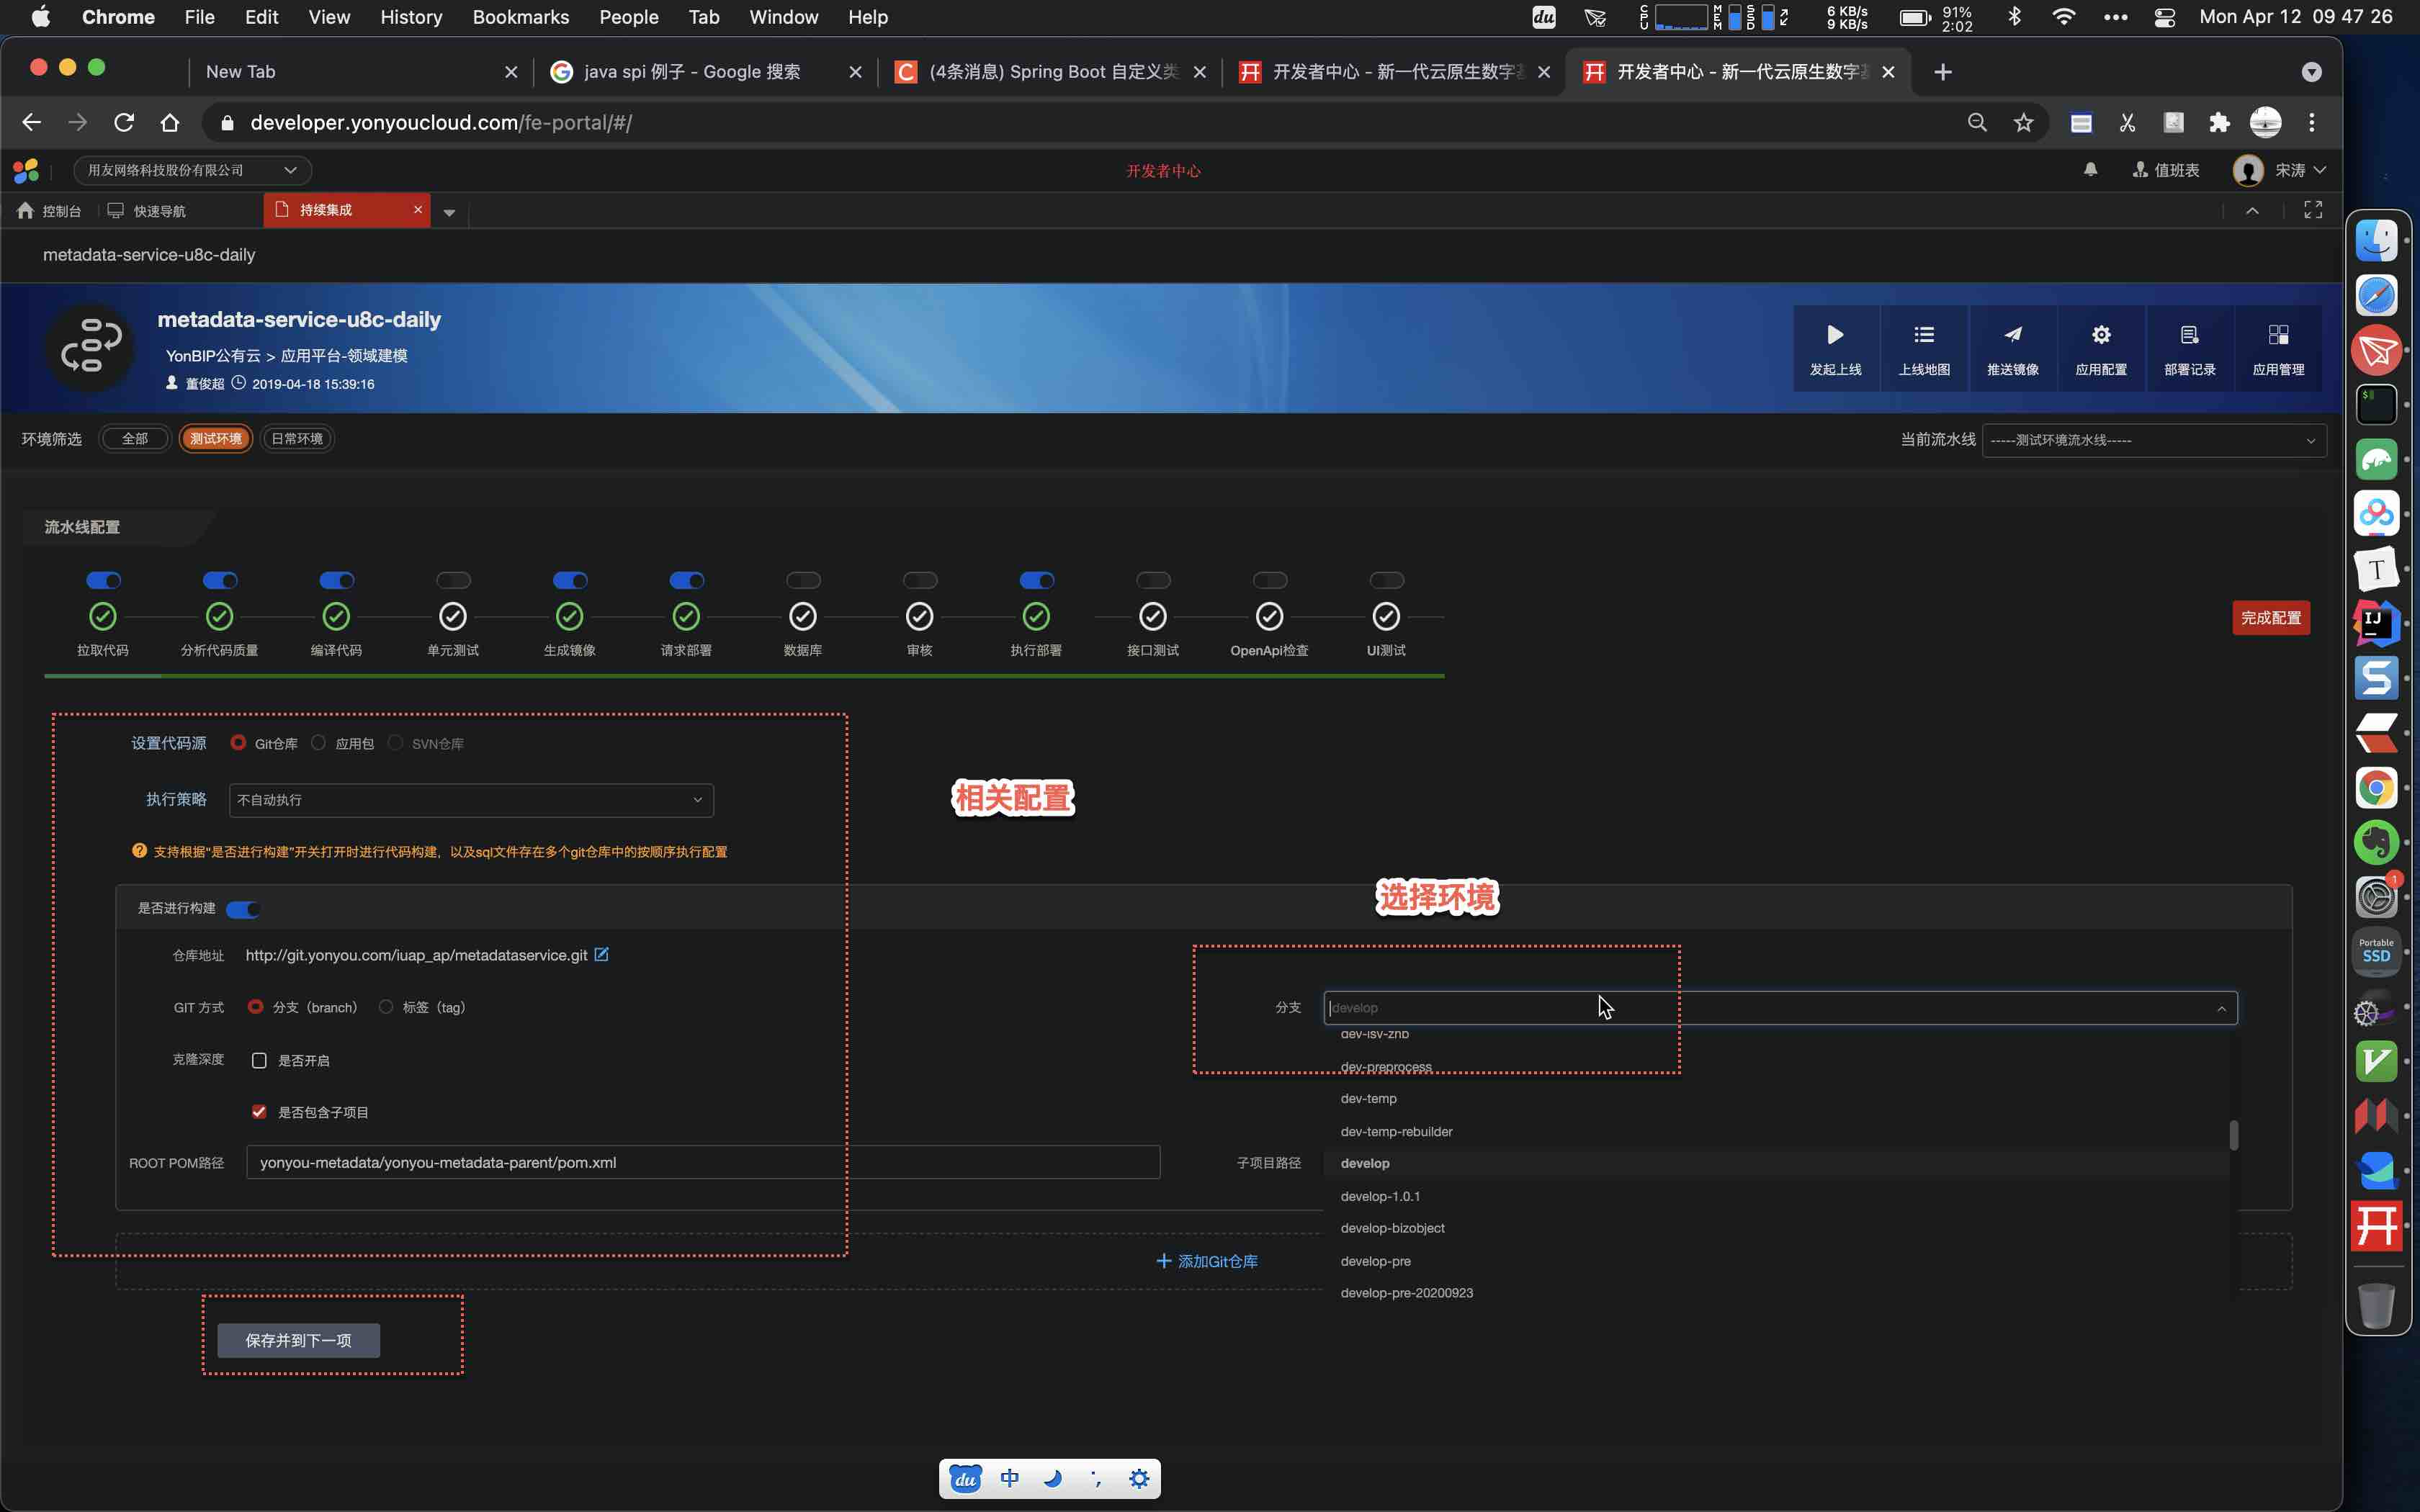 Chrome File Edit View History Bookmarks People Tab Window Help
du CPU MEM SSD 6 KB/s 9 KB/s 91% 2:02 Mon Apr 12 09 47 26
New Tab
java spi 例子 - Google 搜索
(4条消息) Spring Boot 自定义类
开发者中心 - 新一代云原生数字
开发者中心 - 新一代云原生数字
developer.yonyoucloud.com/fe-portal/#/
用友网络科技股份有限公司
开发者中心
值班表
宋涛
控制台
快速导航
持续集成
metadata-service-u8c-daily
metadata-service-u8c-daily
YonBIP公有云 > 应用平台-领域建模
董俊超 2019-04-18 15:39:16
发起上线 上线地图 推送镜像 应用配置 部署记录 应用管理
环境筛选 全部 测试环境 日常环境
当前流水线 -----测试环境流水线-----
流水线配置
拉取代码 分析代码质量 编译代码 单元测试 生成镜像 请求部署 数据库 审核 执行部署 接口测试 OpenApi检查 UI测试
完成配置
设置代码源 Git仓库 应用包 SVN仓库
执行策略 不自动执行
相关配置
支持根据"是否进行构建"开关打开时进行代码构建，以及sql文件存在多个git仓库中的按顺序执行配置
选择环境
是否进行构建
仓库地址 http://git.yonyou.com/iuap_ap/metadataservice.git
GIT 方式 分支（branch） 标签（tag）
分支 develop
dev-isv-znb
dev-preprocess
dev-temp
dev-temp-rebuilder
develop
develop-1.0.1
develop-bizobject
develop-pre
develop-pre-20200923
克隆深度 是否开启
是否包含子项目
ROOT POM路径 yonyou-metadata/yonyou-metadata-parent/pom.xml
子项目路径
添加Git仓库
保存并到下一项
du 中
T
IJ
S
1
Portable
SSD